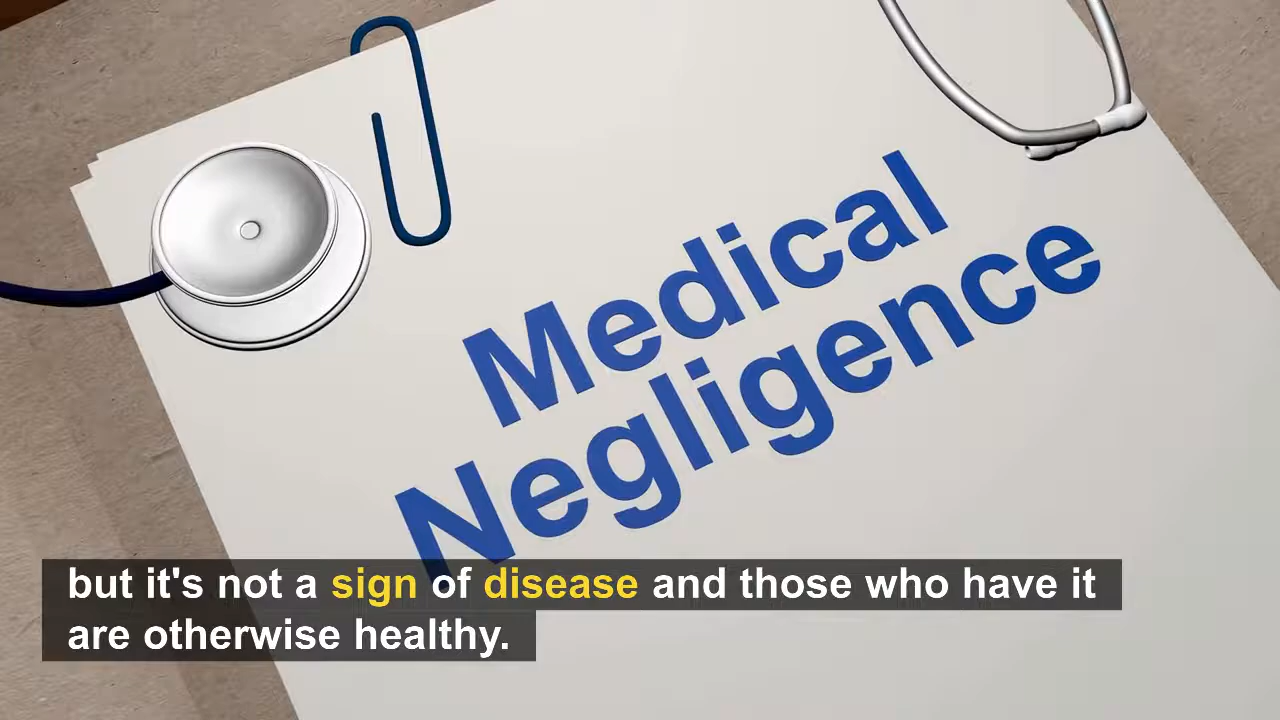 Medical
Negligence
but it's not a sign of disease and those who have it
are otherwise healthy.